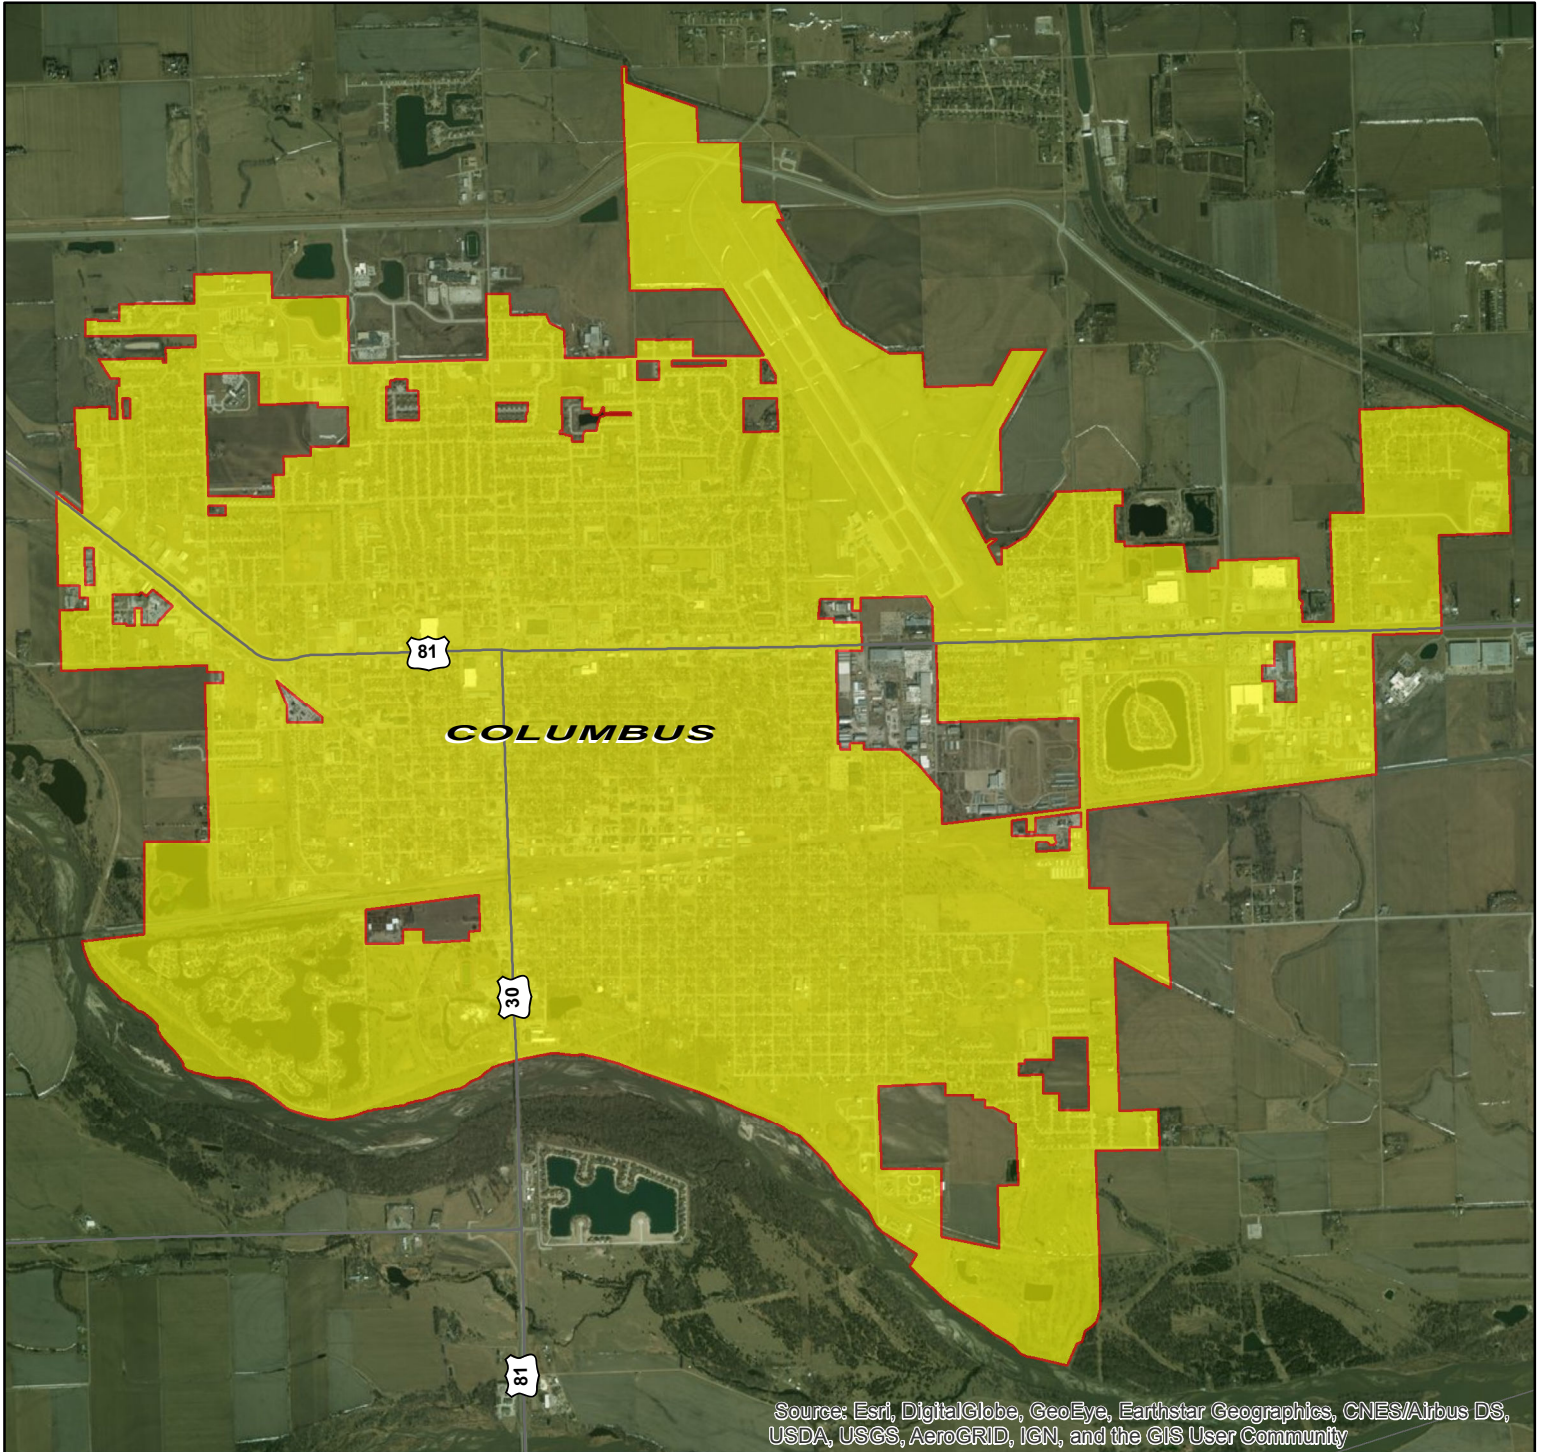 81
COLUMBUS
30
81
Source: Esri, DigitalGlobe, GeoEye, Earthstar Geographics, CNES/Airbus DS,
USDA, USGS, AeroGRID, IGN, and the GIS User Community